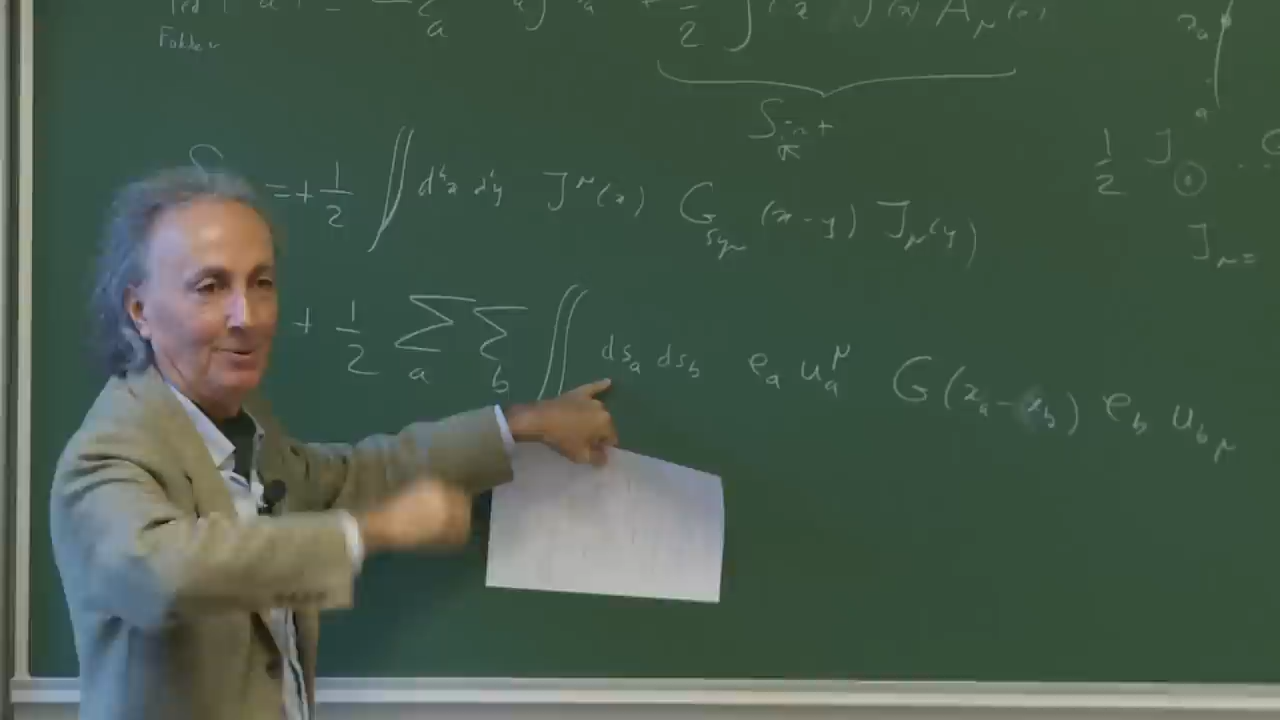 Fokker
S_int
= + 1/2 ∬ d⁴x d⁴y J^μ(x) G_sym (x-y) J_μ(y)
1/2 J ⊙ · G
J_μ =
+ 1/2 Σ_a Σ_b ∬ ds_a ds_b e_a u_a^μ G(x_a - x_b) e_b u_bμ